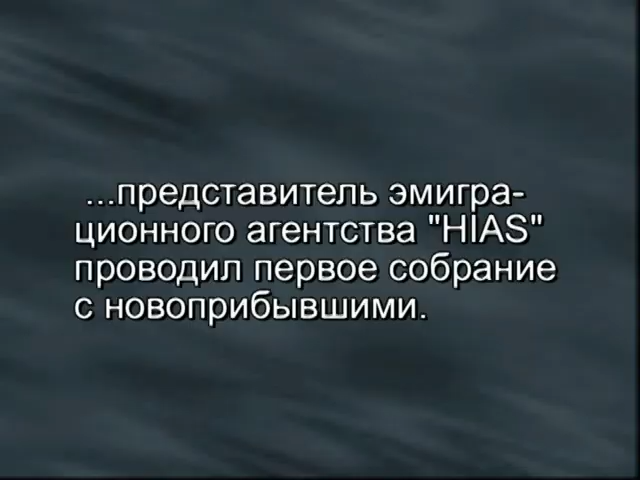 ...представитель эмигра-
ционного агентства "HIAS"
проводил первое собрание
с новоприбывшими.